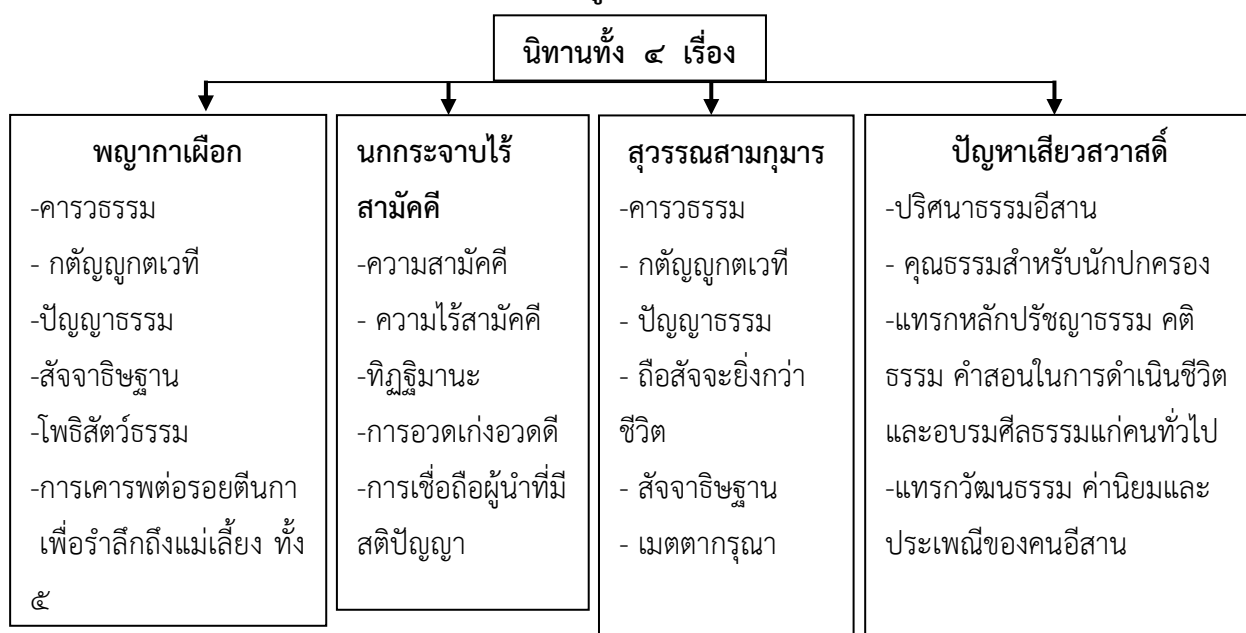 นิทานทั้ง ๔ เรื่อง
พญากาเผือก
-คารวธรรม
- กตัญญูกตเวที
-ปัญญาธรรม
-สัจจาธิษฐาน
-โพธิสัตว์ธรรม
-การเคารพต่อรอยตีนกา
เพื่อรำลึกถึงแม่เลี้ยง ทั้ง
๕
นกกระจาบไร้
สามัคคี
-ความสามัคคี
- ความไร้สามัคคี
-ทิฏฐิมานะ
-การอวดเก่งอวดดี
-การเชื่อถือผู้นำที่มี
สติปัญญา
สุวรรณสามกุมาร
-คารวธรรม
- กตัญญูกตเวที
- ปัญญาธรรม
- ถือสัจจะยิ่งกว่า
ชีวิต
- สัจจาธิษฐาน
- เมตตากรุณา
ปัญหาเสียวสวาสดิ์
-ปริศนาธรรมอีสาน
- คุณธรรมสำหรับนักปกครอง
-แทรกหลักปรัชญาธรรม คติ
ธรรม คำสอนในการดำเนินชีวิต
และอบรมศีลธรรมแก่คนทั่วไป
-แทรกวัฒนธรรม ค่านิยมและ
ประเพณีของคนอีสาน